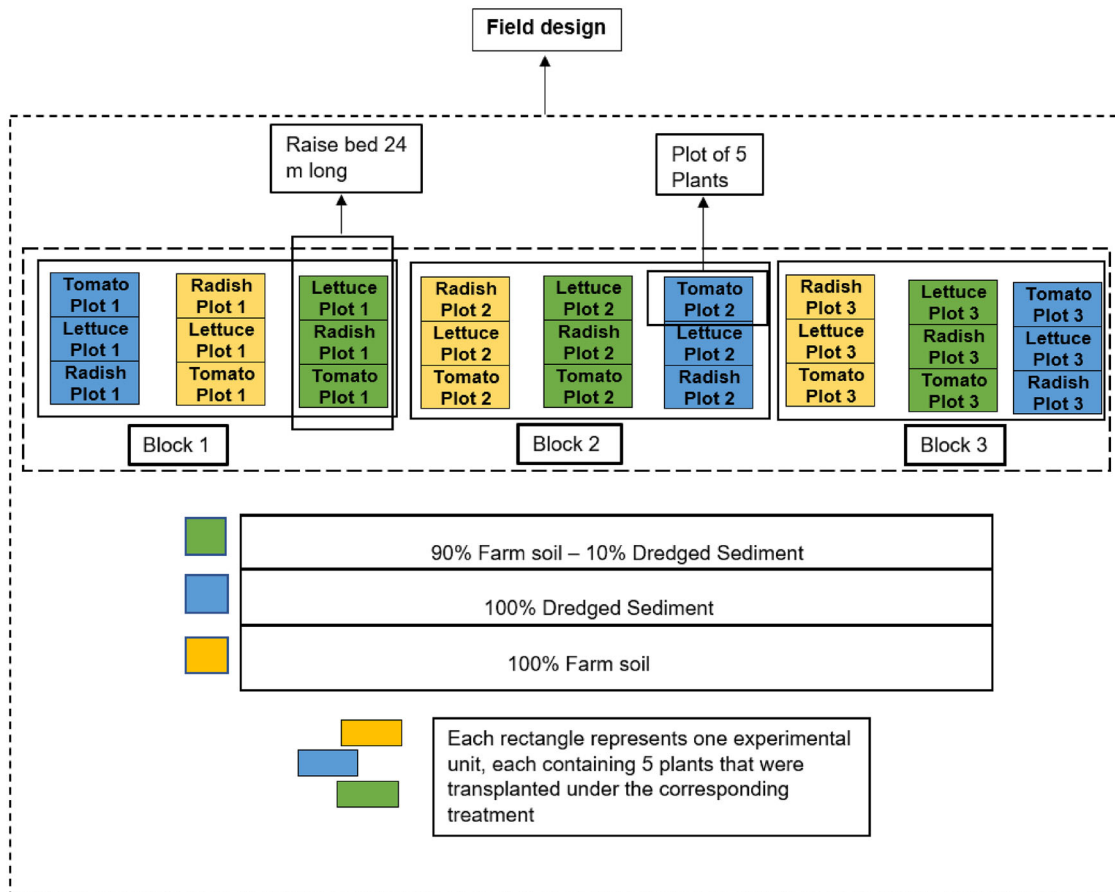 Field design
Raise bed 24
m long
Plot of 5
Plants
Tomato
Plot 1
Lettuce
Plot 1
Radish
Plot 1
Radish
Plot 1
Lettuce
Plot 1
Tomato
Plot 1
Lettuce
Plot 1
Radish
Plot 1
Tomato
Plot 1
Block 1
Radish
Plot 2
Lettuce
Plot 2
Tomato
Plot 2
Lettuce
Plot 2
Radish
Plot 2
Tomato
Plot 2
Tomato
Plot 2
Lettuce
Plot 2
Radish
Plot 2
Block 2
Radish
Plot 3
Lettuce
Plot 3
Tomato
Plot 3
Lettuce
Plot 3
Radish
Plot 3
Tomato
Plot 3
Tomato
Plot 3
Lettuce
Plot 3
Radish
Plot 3
Block 3
90% Farm soil – 10% Dredged Sediment
100% Dredged Sediment
100% Farm soil
Each rectangle represents one experimental
unit, each containing 5 plants that were
transplanted under the corresponding
treatment